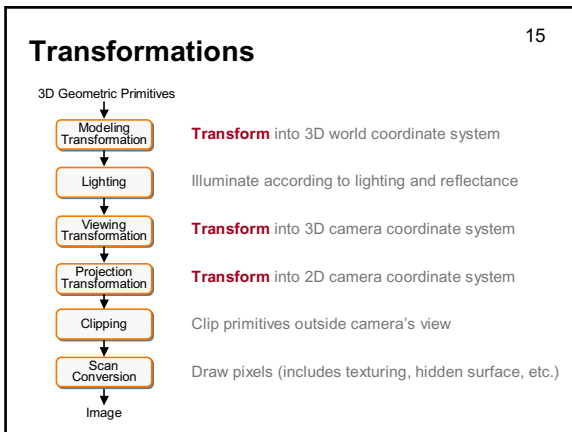 15
Transformations
3D Geometric Primitives
Modeling
Transformation
Transform into 3D world coordinate system
Lighting
Illuminate according to lighting and reflectance
Viewing
Transformation
Transform into 3D camera coordinate system
Projection
Transformation
Transform into 2D camera coordinate system
Clipping
Clip primitives outside camera's view
Scan
Conversion
Draw pixels (includes texturing, hidden surface, etc.)
Image